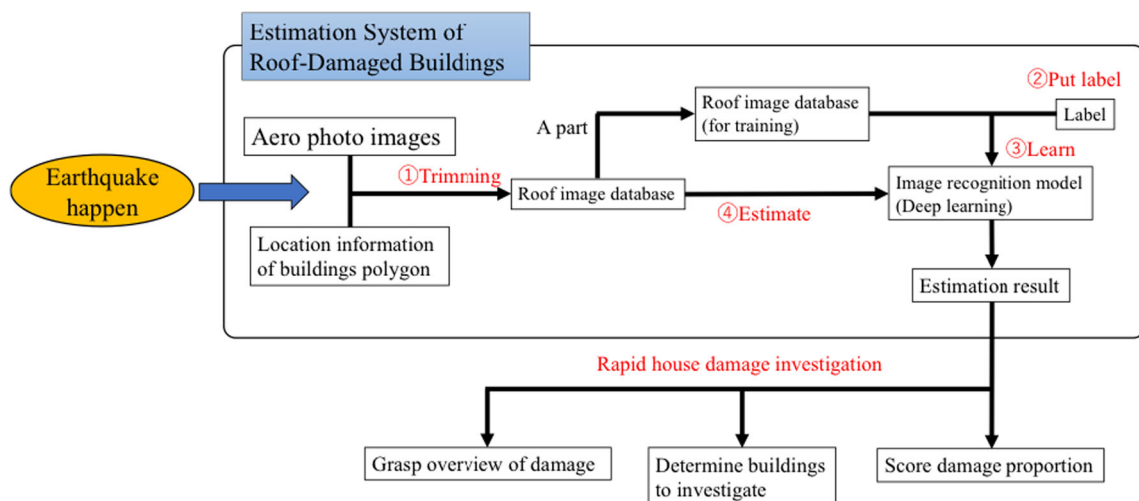 Estimation System of
Roof-Damaged Buildings
②Put label
Roof image database
(for training)
Label
A part
Aero photo images
③Learn
Earthquake
happen
①Trimming
Roof image database
④Estimate
Image recognition model
(Deep learning)
Location information
of buildings polygon
Estimation result
Rapid house damage investigation
Grasp overview of damage
Determine buildings
to investigate
Score damage proportion